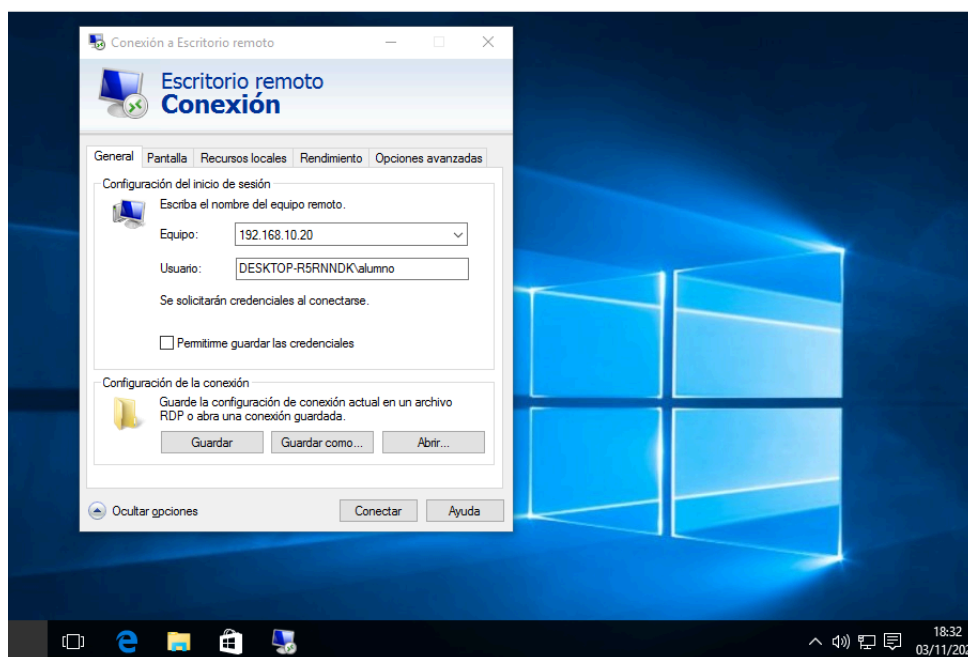 Conexión a Escritorio remoto
Escritorio remoto
Conexión
General Pantalla Recursos locales Rendimiento Opciones avanzadas
Configuración del inicio de sesión
Escriba el nombre del equipo remoto.
Equipo: 192.168.10.20
Usuario: DESKTOP-R5RNNDK\alumno
Se solicitarán credenciales al conectarse.
Permitirme guardar las credenciales
Configuración de la conexión
Guarde la configuración de conexión actual en un archivo
RDP o abra una conexión guardada.
Guardar Guardar como... Abrir...
Ocultar opciones Conectar Ayuda
18:32
03/11/202